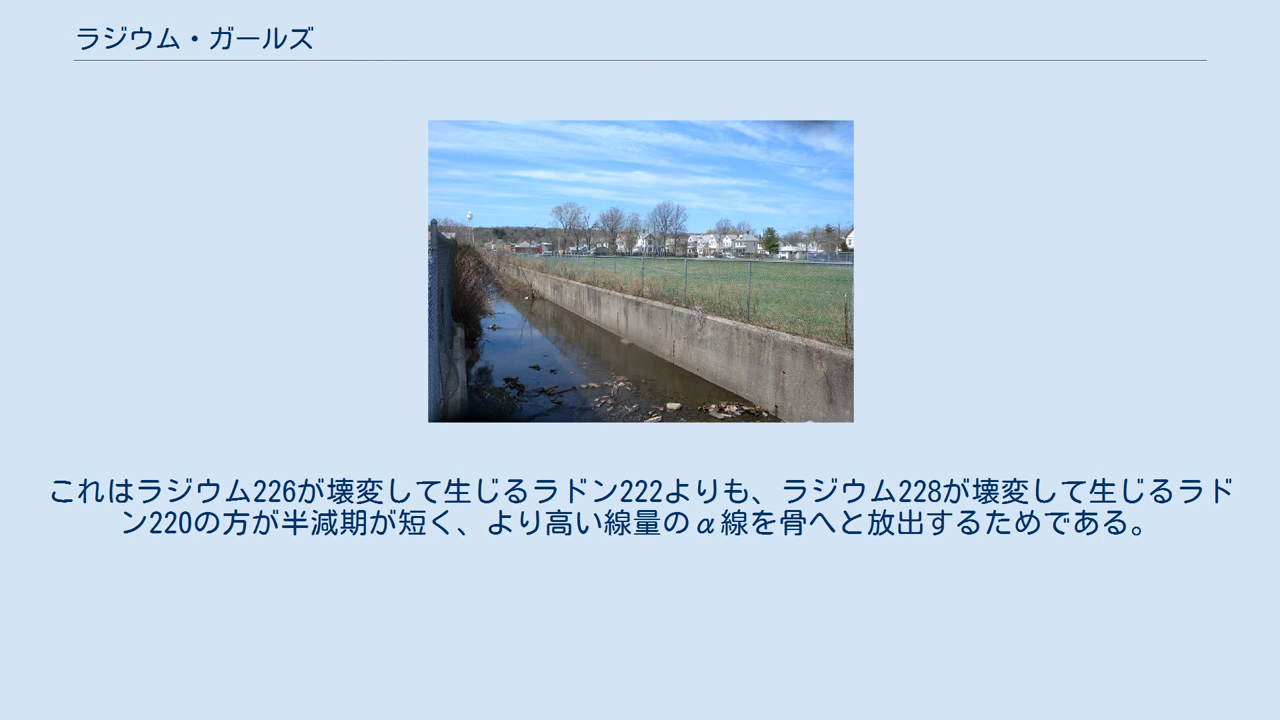 ラジウム・ガールズ
これはラジウム226が壊変して生じるラドン222よりも、ラジウム228が壊変して生じるラド
ン220の方が半減期が短く、より高い線量のα線を骨へと放出するためである。